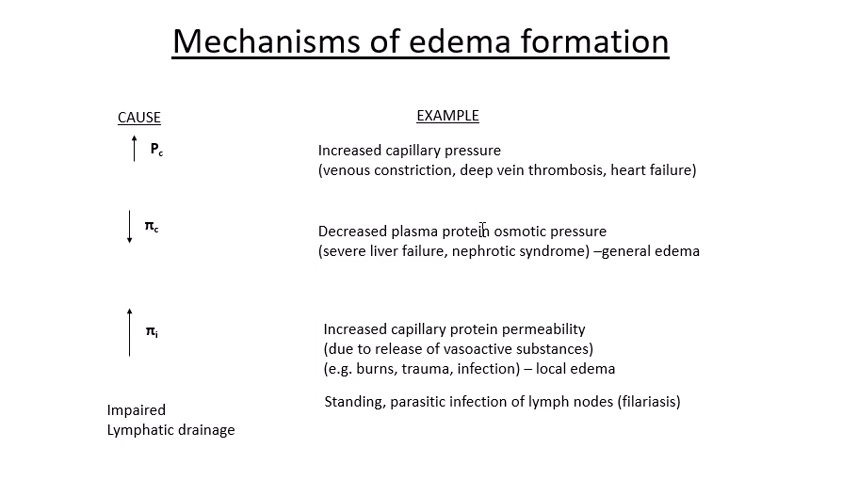 Mechanisms of edema formation
CAUSE
EXAMPLE
Pc
Increased capillary pressure
(venous constriction, deep vein thrombosis, heart failure)
πc
Decreased plasma protein osmotic pressure
(severe liver failure, nephrotic syndrome) –general edema
πi
Increased capillary protein permeability
(due to release of vasoactive substances)
(e.g. burns, trauma, infection) – local edema
Impaired
Lymphatic drainage
Standing, parasitic infection of lymph nodes (filariasis)